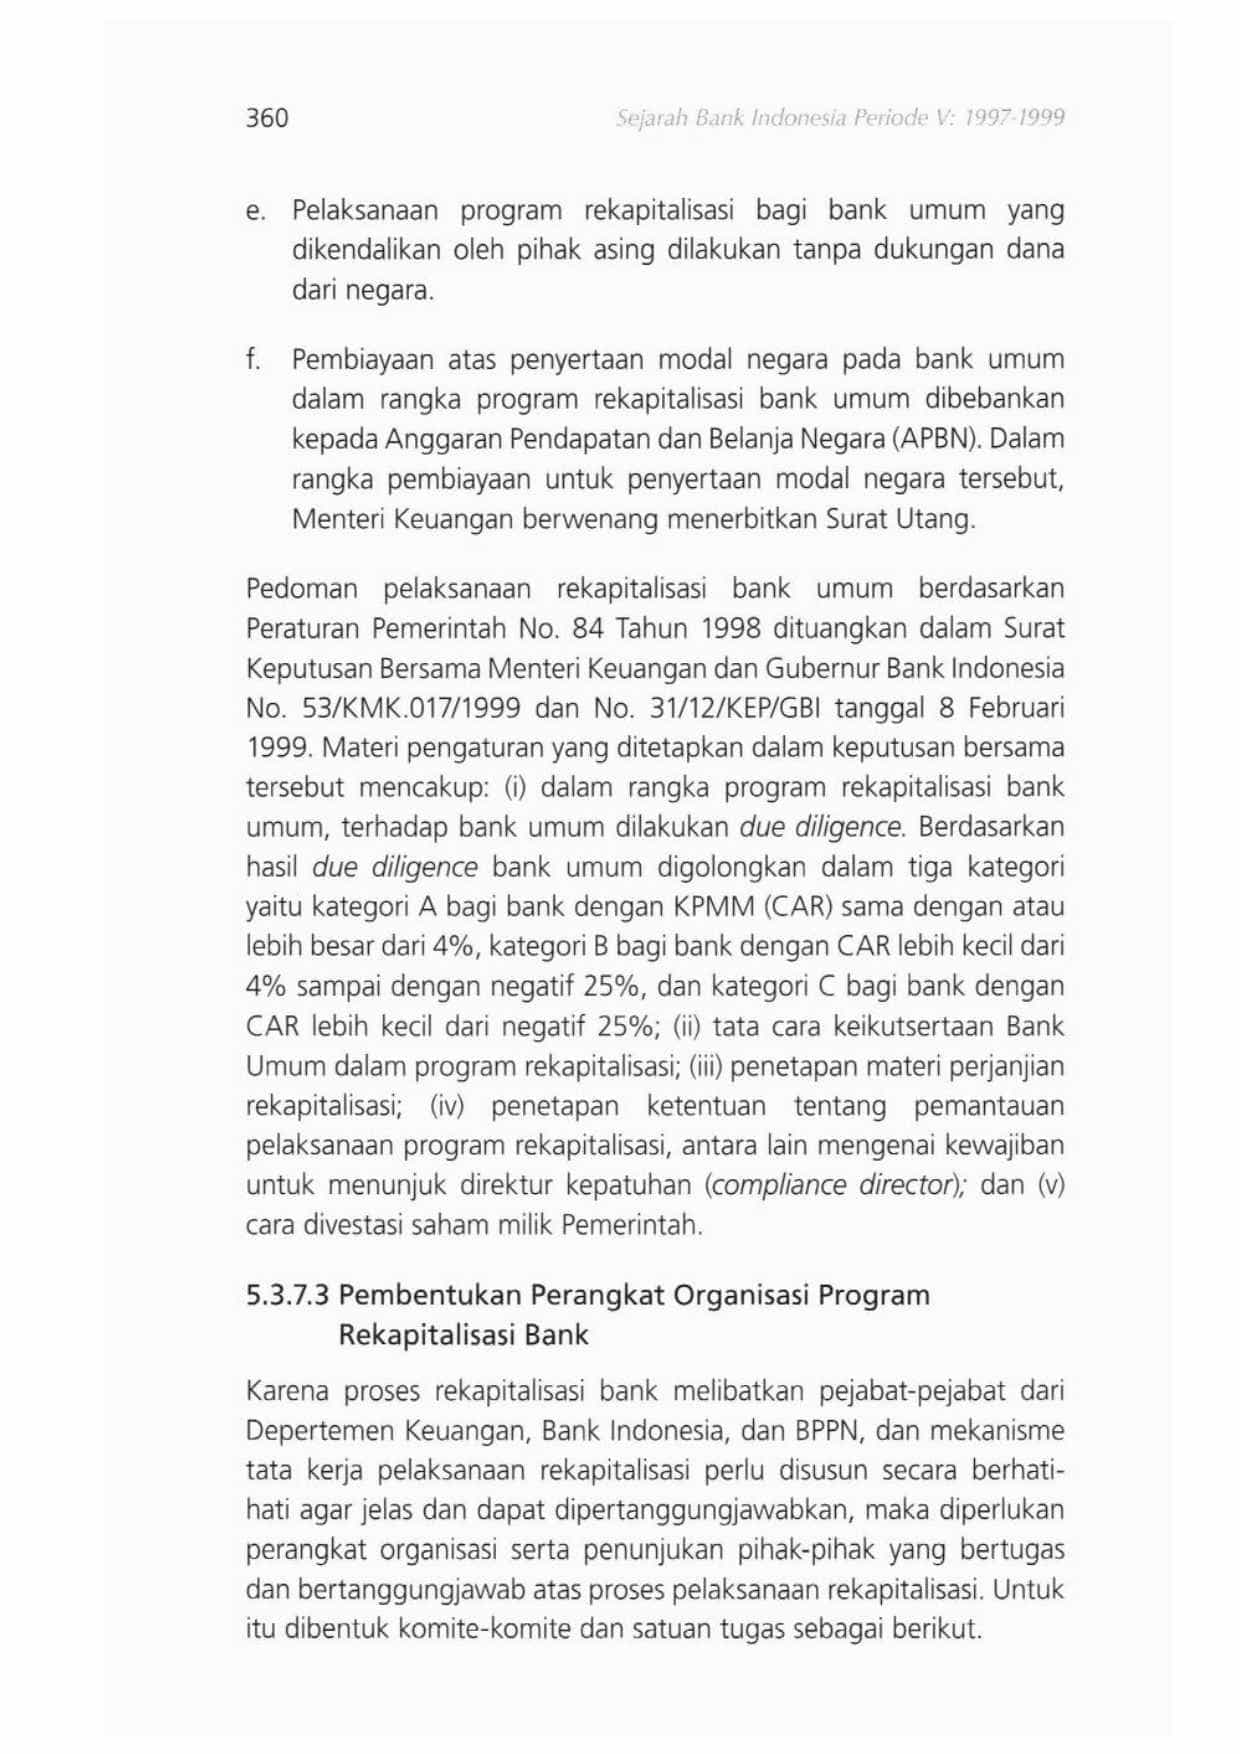 360
Sejarah Bank Indonesia Periode V: 1997-1999
e. Pelaksanaan program rekapitalisasi bagi bank umum yang
dikendalikan oleh pihak asing dilakukan tanpa dukungan dana
dari negara.
f. Pembiayaan atas penyertaan modal negara pada bank umum
dalam rangka program rekapitalisasi bank umum dibebankan
kepada Anggaran Pendapatan dan Belanja Negara (APBN). Dalam
rangka pembiayaan untuk penyertaan modal negara tersebut,
Menteri Keuangan berwenang menerbitkan Surat Utang.
Pedoman pelaksanaan rekapitalisasi bank umum berdasarkan
Peraturan Pemerintah No. 84 Tahun 1998 dituangkan dalam Surat
Keputusan Bersama Menteri Keuangan dan Gubernur Bank Indonesia
No. 53/KMK.017/1999 dan No. 31/12/KEP/GBI tanggal 8 Februari
1999. Materi pengaturan yang ditetapkan dalam keputusan bersama
tersebut mencakup: (i) dalam rangka program rekapitalisasi bank
umum, terhadap bank umum dilakukan due diligence. Berdasarkan
hasil due diligence bank umum digolongkan dalam tiga kategori
yaitu kategori A bagi bank dengan KPMM (CAR) sama dengan atau
lebih besar dari 4%, kategori B bagi bank dengan CAR lebih kecil dari
4% sampai dengan negatif 25%, dan kategori C bagi bank dengan
CAR lebih kecil dari negatif 25%; (ii) tata cara keikutsertaan Bank
Umum dalam program rekapitalisasi; (iii) penetapan materi perjanjian
rekapitalisasi; (iv) penetapan ketentuan tentang pemantauan
pelaksanaan program rekapitalisasi, antara lain mengenai kewajiban
untuk menunjuk direktur kepatuhan (compliance director); dan (v)
cara divestasi saham milik Pemerintah.
5.3.7.3 Pembentukan Perangkat Organisasi Program
Rekapitalisasi Bank
Karena proses rekapitalisasi bank melibatkan pejabat-pejabat dari
Depertemen Keuangan, Bank Indonesia, dan BPPN, dan mekanisme
tata kerja pelaksanaan rekapitalisasi perlu disusun secara berhati-
hati agar jelas dan dapat dipertanggungjawabkan, maka diperlukan
perangkat organisasi serta penunjukan pihak-pihak yang bertugas
dan bertanggungjawab atas proses pelaksanaan rekapitalisasi. Untuk
itu dibentuk komite-komite dan satuan tugas sebagai berikut.